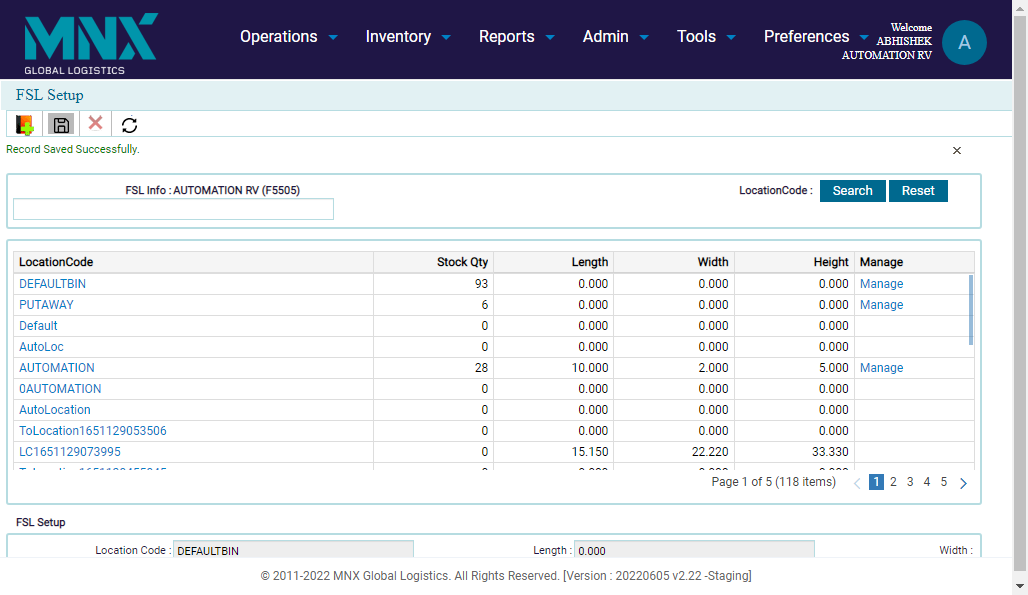 MNX
GLOBAL LOGISTICS
Operations Inventory Reports Admin Tools Preferences
Welcome
ABHISHEK
AUTOMATION RV
A
FSL Setup
Record Saved Successfully.
FSL Info : AUTOMATION RV (F5505) LocationCode : Search Reset
LocationCode Stock Qty Length Width Height Manage
DEFAULTBIN 93 0.000 0.000 0.000 Manage
PUTAWAY 6 0.000 0.000 0.000 Manage
Default 0 0.000 0.000 0.000
AutoLoc 0 0.000 0.000 0.000
AUTOMATION 28 10.000 2.000 5.000 Manage
0AUTOMATION 0 0.000 0.000 0.000
AutoLocation 0 0.000 0.000 0.000
ToLocation1651129053506 0 0.000 0.000 0.000
LC1651129073995 0 15.150 22.220 33.330
Page 1 of 5 (118 items) 1 2 3 4 5
FSL Setup
Location Code : DEFAULTBIN Length : 0.000 Width :
© 2011-2022 MNX Global Logistics. All Rights Reserved. [Version : 20220605 v2.22 -Staging]